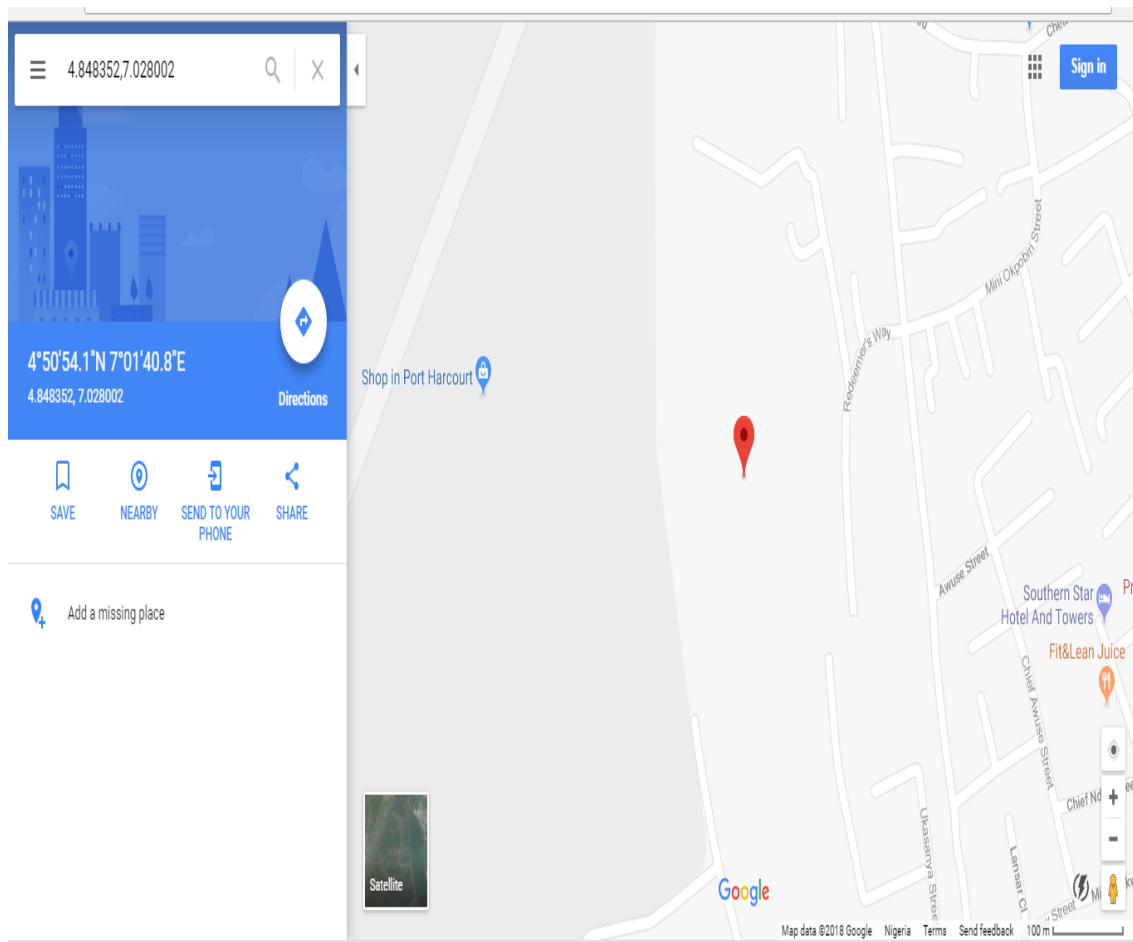 4.848352,7.028002
Sign in
4°50'54.1"N 7°01'40.8"E
4.848352, 7.028002
Directions
SAVE
NEARBY
SEND TO YOUR
PHONE
SHARE
Add a missing place
Shop in Port Harcourt
Mini Okpobiri Street
Redeemer's Way
Awuse Street
Southern Star
Hotel And Towers
Fit&Lean Juice
Chief Awuse Street
Chief
Ukasanya Street
Lansar Cl
Street
Satellite
Google
Map data ©2018 Google Nigeria Terms Send feedback 100 m